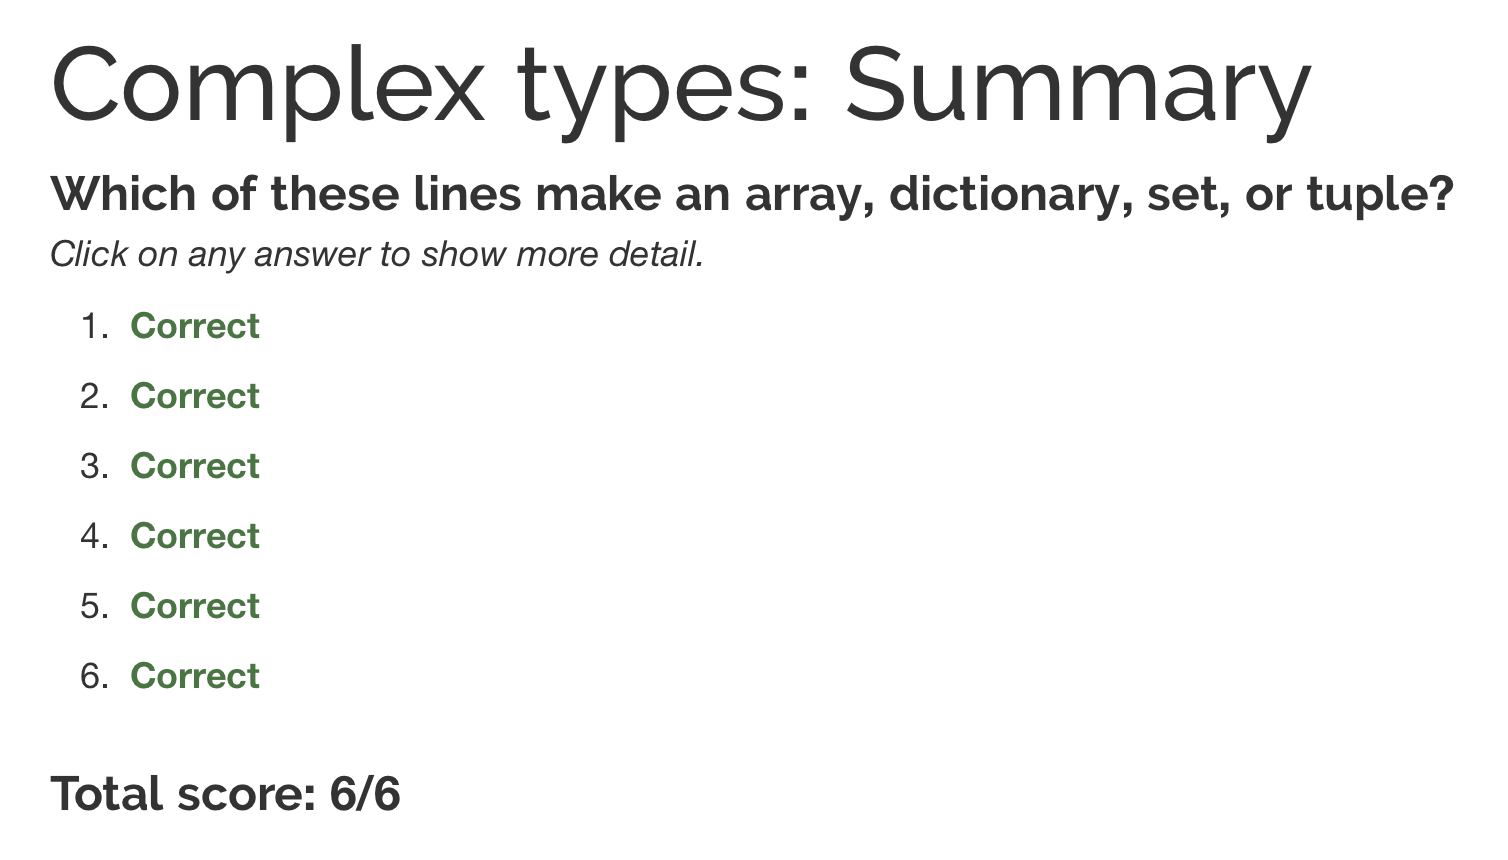 Complex types: Summary
Which of these lines make an array, dictionary, set, or tuple?
Click on any answer to show more detail.
1. Correct
2. Correct
3. Correct
4. Correct
5. Correct
6. Correct
Total score: 6/6